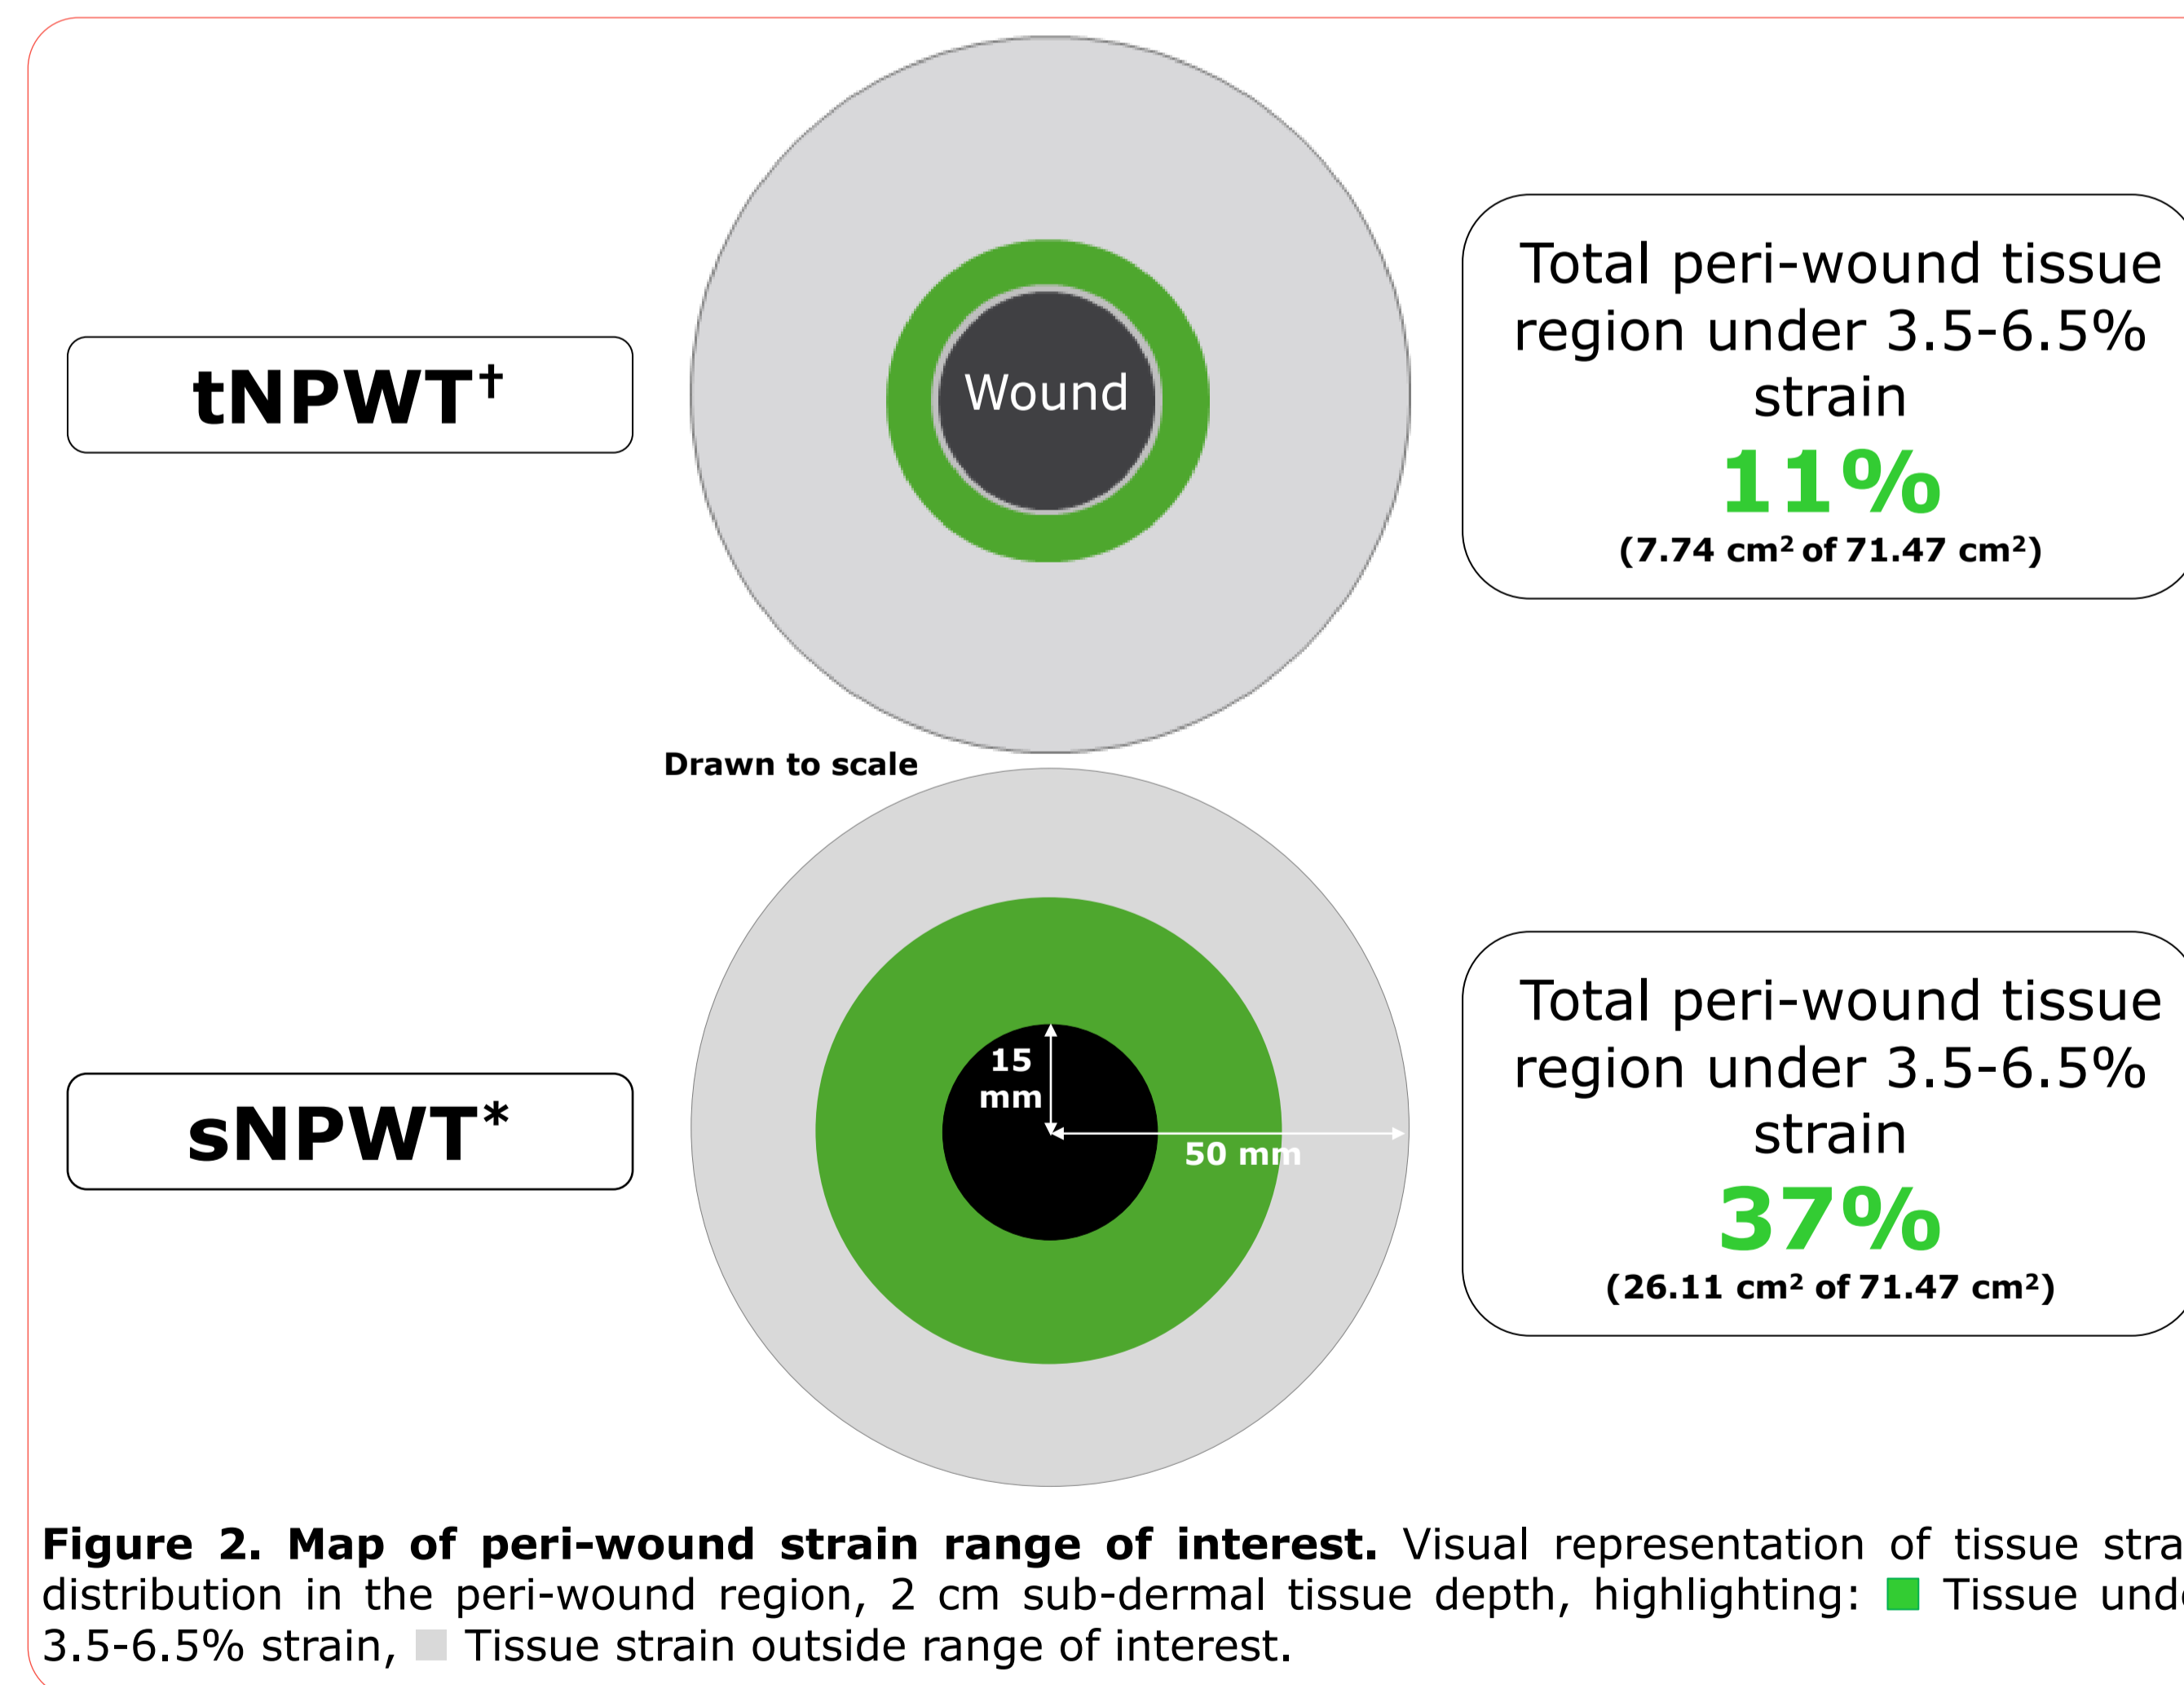 tNPWT†
Wound
Total peri-wound tissue
region under 3.5-6.5%
strain
11%
(7.74 cm² of 71.47 cm²)
Drawn to scale
sNPWT*
15
mm
50 mm
Total peri-wound tissue
region under 3.5-6.5%
strain
37%
(26.11 cm² of 71.47 cm²)
Figure 2. Map of peri-wound strain range of interest. Visual representation of tissue
distribution in the peri-wound region, 2 cm sub-dermal tissue depth, highlighting: Tissue
3.5-6.5% strain, Tissue strain outside range of interest.